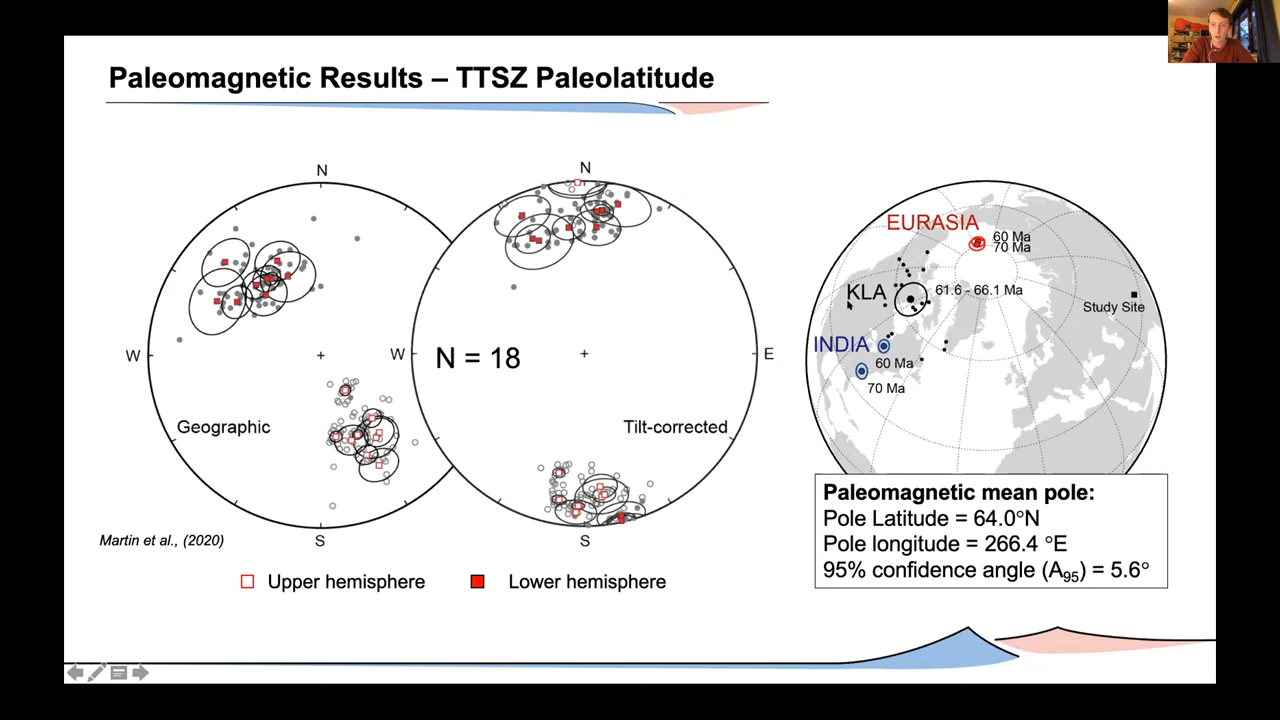 Paleomagnetic Results – TTSZ Paleolatitude
N
W
S
Geographic
N
W
E
S
N = 18
Tilt-corrected
Martin et al., (2020)
Upper hemisphere
Lower hemisphere
EURASIA
60 Ma
70 Ma
KLA
61.6 - 66.1 Ma
Study Site
INDIA
60 Ma
70 Ma
Paleomagnetic mean pole:
Pole Latitude = 64.0°N
Pole longitude = 266.4 °E
95% confidence angle (A95) = 5.6°